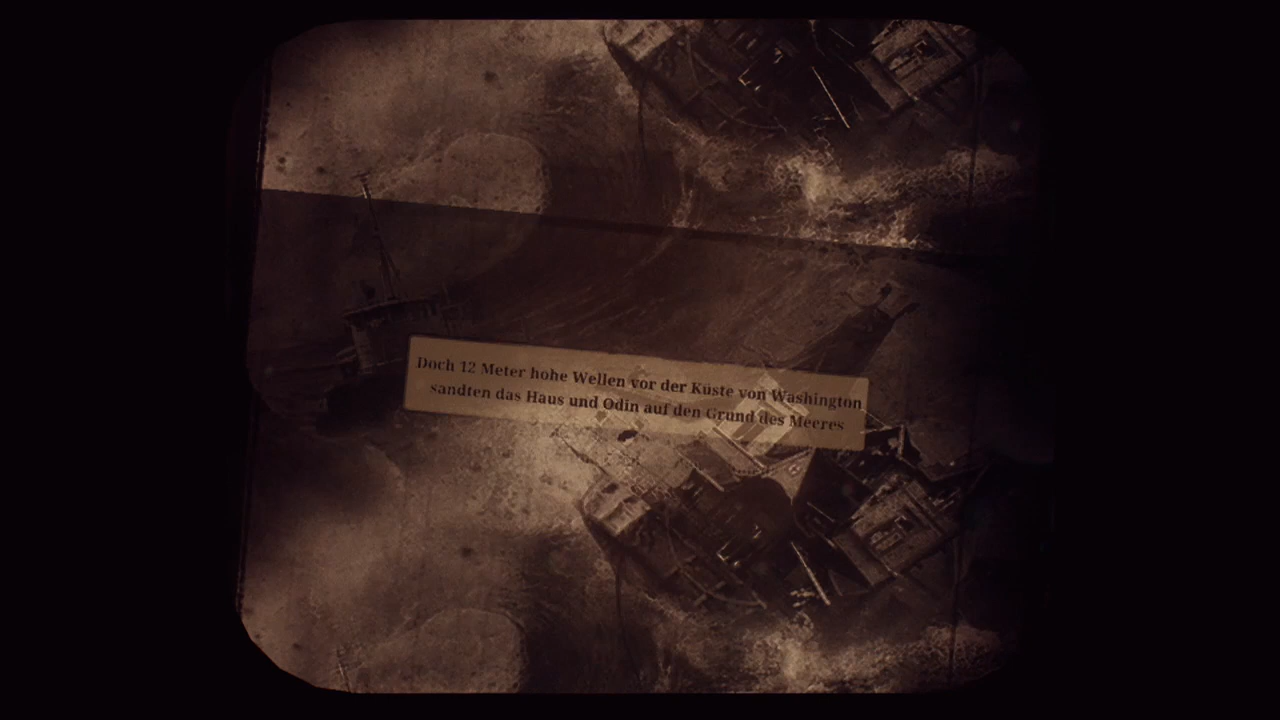 Doch 12 Meter hohe Wellen vor der Küste von Washington
sandten das Haus und Odin auf den Grund des Meeres